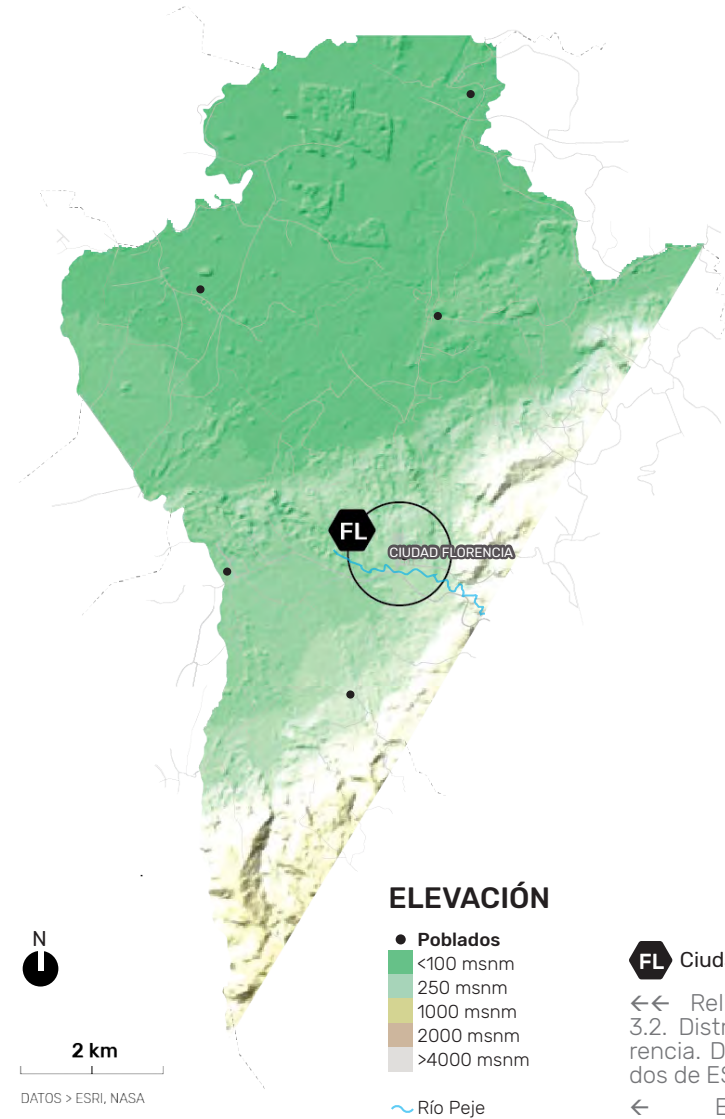 FL
CIUDAD FLORENCIA
ELEVACIÓN
Poblados
<100 msnm
250 msnm
1000 msnm
2000 msnm
>4000 msnm
Río Peje
N
2 km
DATOS > ESRI, NASA
FL Ciud
←← Rel
3.2. Distr
rencia. D
dos de ES
← E